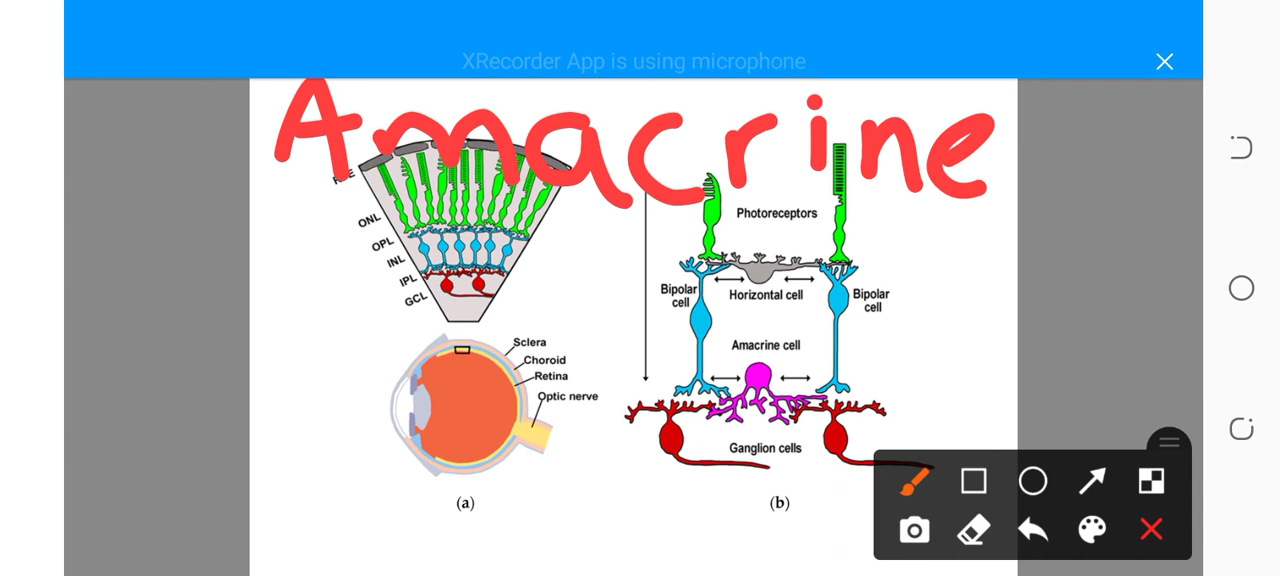 XRecorder App is using microphone
Amacrine
ONL
OPL
INL
IPL
GCL
Sclera
Choroid
Retina
Optic nerve
(a)
Photoreceptors
Bipolar
cell
Horizontal cell
Bipolar
cell
Amacrine cell
Ganglion cells
(b)